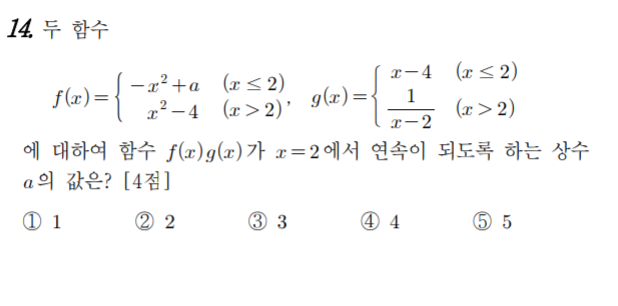 14. 두 함수
f(x) = { -x² + a (x ≤ 2), x² - 4 (x > 2) , g(x) = { x - 4 (x ≤ 2), 1/(x - 2) (x > 2)
에 대하여 함수 f(x)g(x)가 x = 2에서 연속이 되도록 하는 상수
a의 값은? [4점]
① 1 ② 2 ③ 3 ④ 4 ⑤ 5